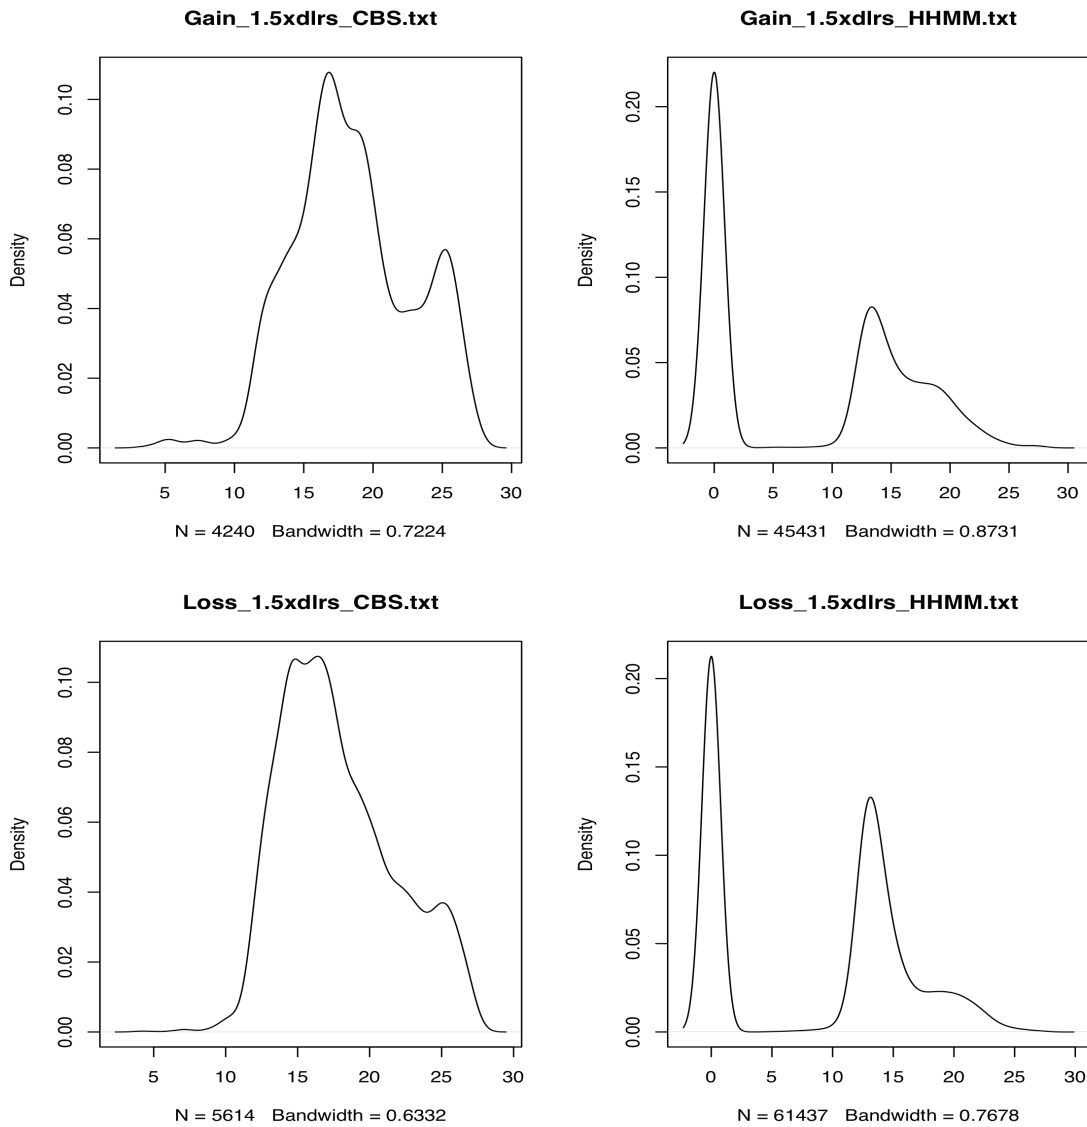 Gain_1.5xdlrs_CBS.txt
Density
0.00 0.02 0.04 0.06 0.08 0.10
5 10 15 20 25 30
N = 4240 Bandwidth = 0.7224
Gain_1.5xdlrs_HHMM.txt
Density
0.00 0.05 0.10 0.15 0.20
0 5 10 15 20 25 30
N = 45431 Bandwidth = 0.8731
Loss_1.5xdlrs_CBS.txt
Density
0.00 0.02 0.04 0.06 0.08 0.10
5 10 15 20 25 30
N = 5614 Bandwidth = 0.6332
Loss_1.5xdlrs_HHMM.txt
Density
0.00 0.05 0.10 0.15 0.20
0 5 10 15 20 25 30
N = 61437 Bandwidth = 0.7678